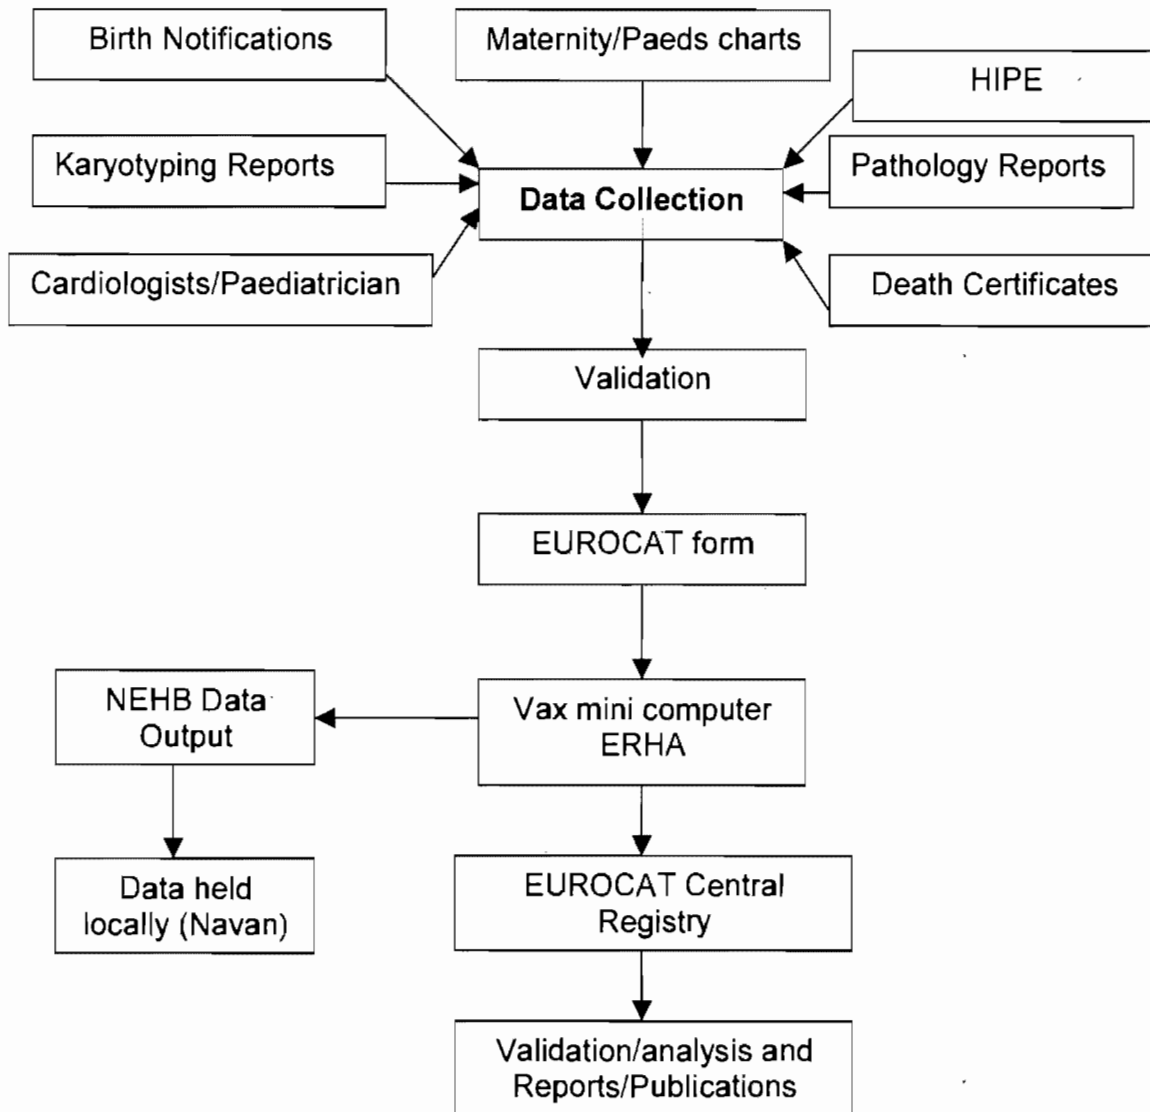 Birth Notifications
Maternity/Paeds charts
HIPE
Karyotyping Reports
Data Collection
Pathology Reports
Cardiologists/Paediatrician
Death Certificates
Validation
EUROCAT form
NEHB Data
Output
Vax mini computer
ERHA
Data held
locally (Navan)
EUROCAT Central
Registry
Validation/analysis and
Reports/Publications